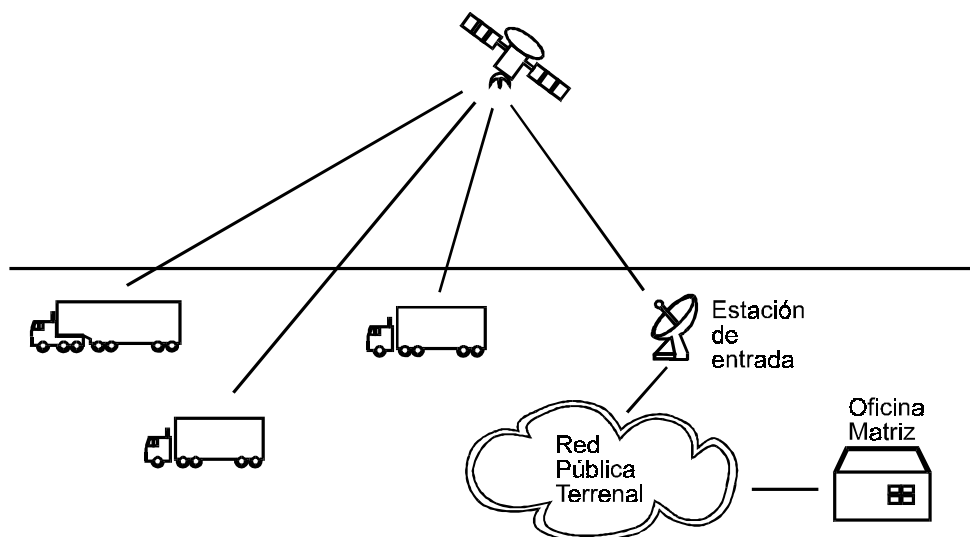 Estación
de
entrada
Oficina
Matriz
Red
Pública
Terrenal